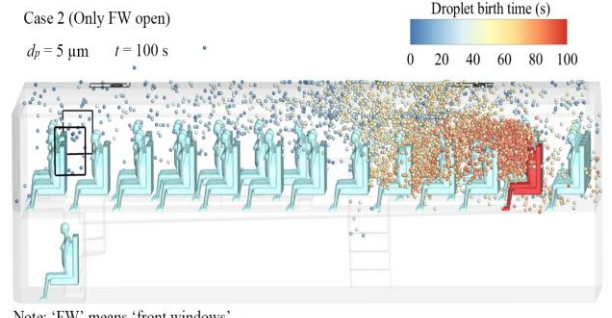 Case 2 (Only FW open)
Droplet birth time (s)
dₚ = 5 µm t = 100 s
0 20 40 60 80 100
Note: ‘FW’ means ‘front windows’